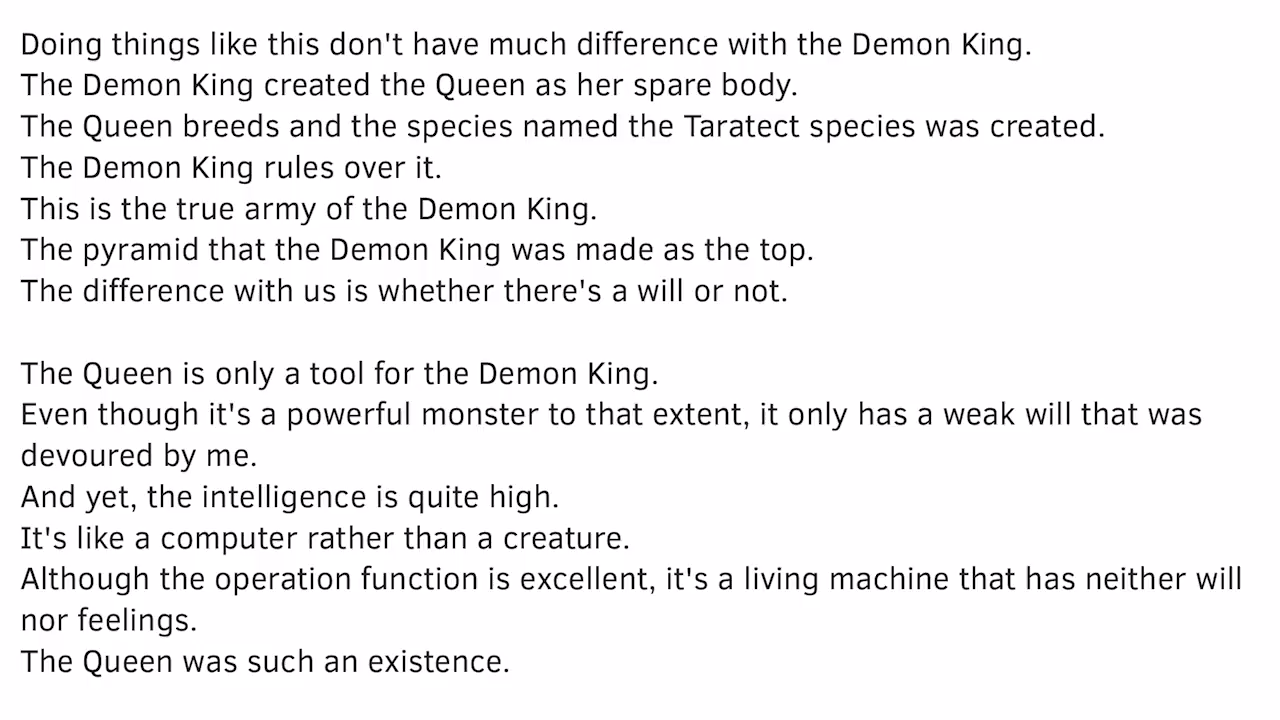 Doing things like this don't have much difference with the Demon King.
The Demon King created the Queen as her spare body.
The Queen breeds and the species named the Taratect species was created.
The Demon King rules over it.
This is the true army of the Demon King.
The pyramid that the Demon King was made as the top.
The difference with us is whether there's a will or not.
The Queen is only a tool for the Demon King.
Even though it's a powerful monster to that extent, it only has a weak will that was
devoured by me.
And yet, the intelligence is quite high.
It's like a computer rather than a creature.
Although the operation function is excellent, it's a living machine that has neither will
nor feelings.
The Queen was such an existence.